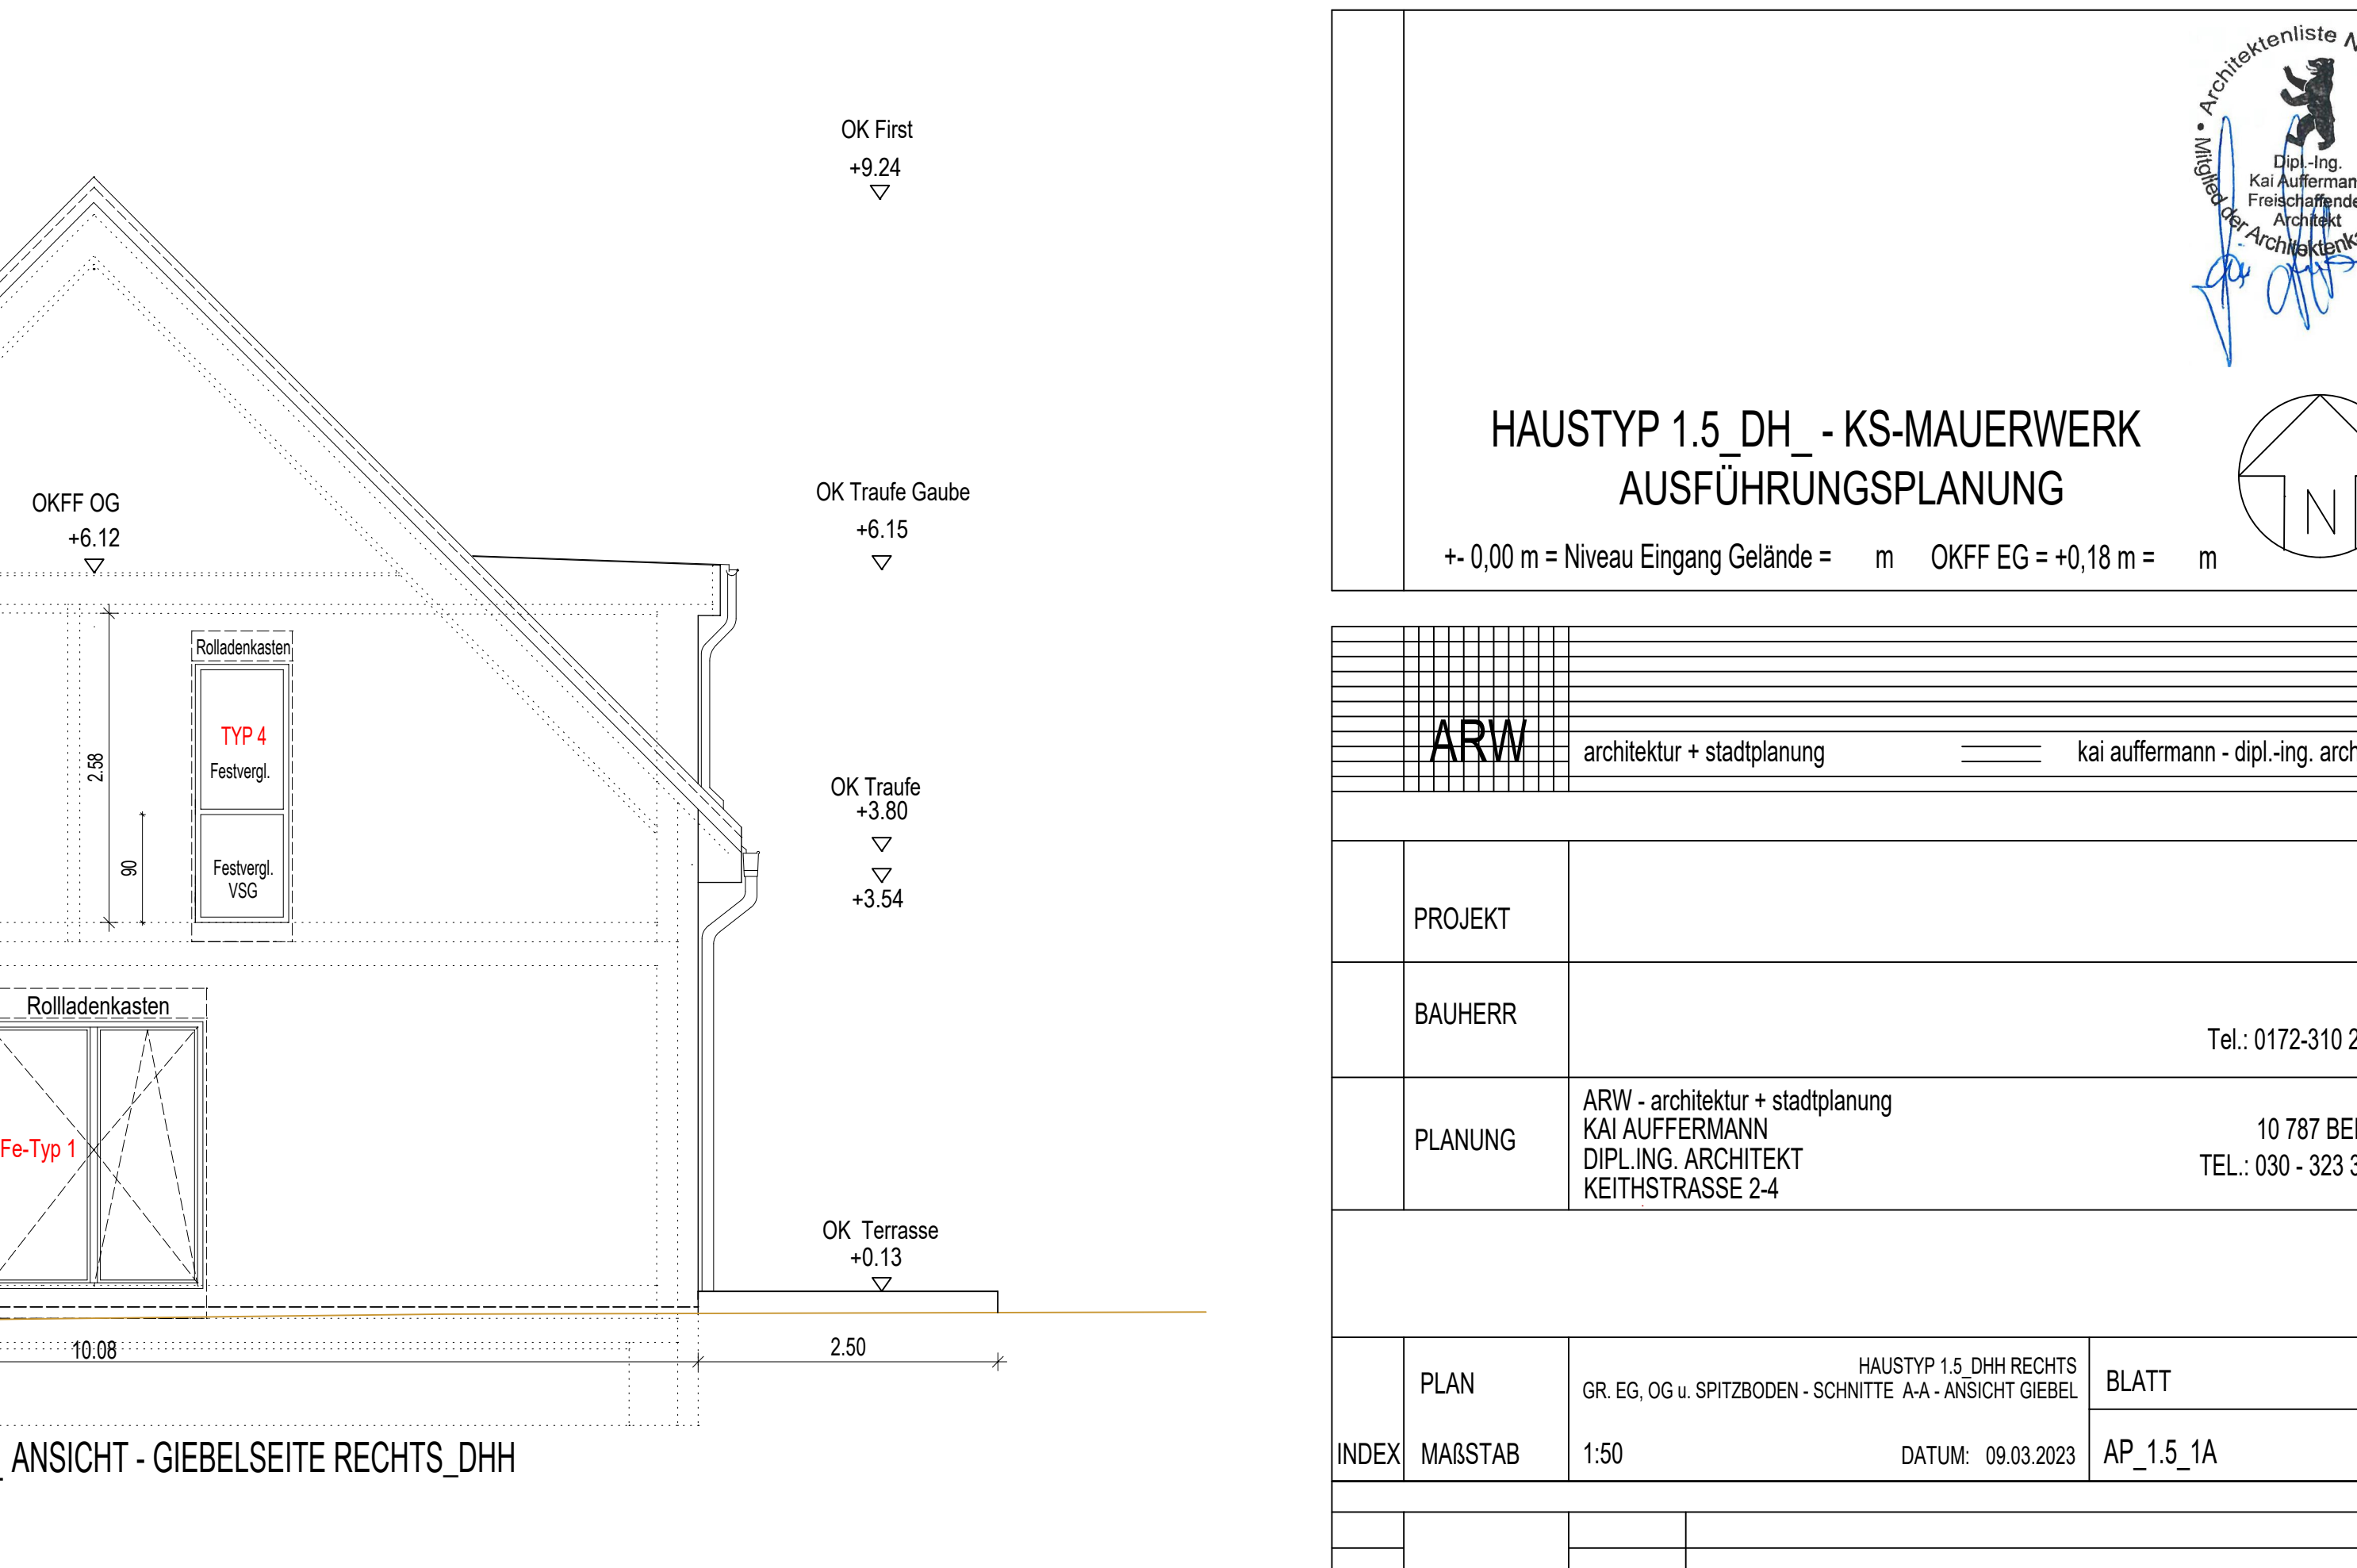 OK First
+9.24
OKFF OG
+6.12
OK Traufe Gaube
+6.15
Rolladenkasten
TYP 4
Festvergl.
2.58
90
Festvergl.
VSG
OK Traufe
+3.80
+3.54
Rollladenkasten
Fe-Typ 1
OK Terrasse
+0.13
10.08
2.50
_ ANSICHT - GIEBELSEITE RECHTS_DHH
• Architektenliste
Mitglied der
Dipl.-Ing.
Kai
Architekt
HAUSTYP 1.5_DH_ - KS-MAUERWERK
AUSFÜHRUNGSPLANUNG
N
+- 0,00 m = Niveau Eingang Gelände = m OKFF EG = +0,18 m = m
ARW
architektur + stadtplanung
kai auffermann - dipl.-ing. arch
PROJEKT
BAUHERR
Tel.: 0172-310 2
PLANUNG
ARW - architektur + stadtplanung
KAI AUFFERMANN
DIPL.ING. ARCHITEKT
KEITHSTRASSE 2-4
10 787
TEL.: 030 - 323 3
PLAN
HAUSTYP 1.5_DHH RECHTS
GR. EG, OG u. SPITZBODEN - SCHNITTE A-A - ANSICHT GIEBEL
BLATT
INDEX
MAßSTAB
1:50
DATUM: 09.03.2023
AP_1.5_1A